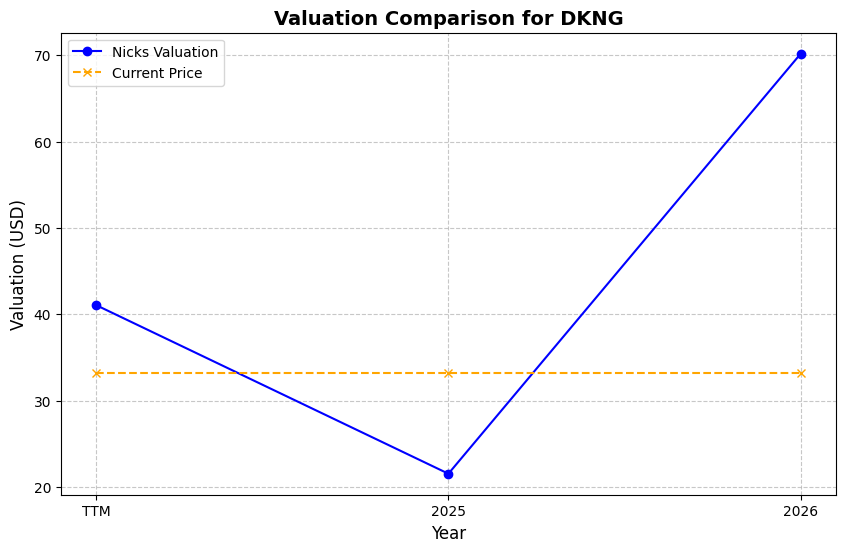 Valuation Comparison for DKNG
Nicks Valuation
Current Price
Valuation (USD)
70
60
50
40
30
20
TTM
2025
2026
Year